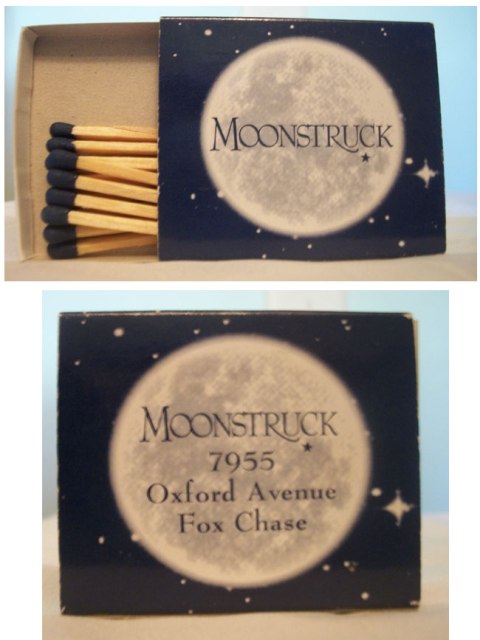 MOONSTRUCK
MOONSTRUCK
7955
Oxford Avenue
Fox Chase